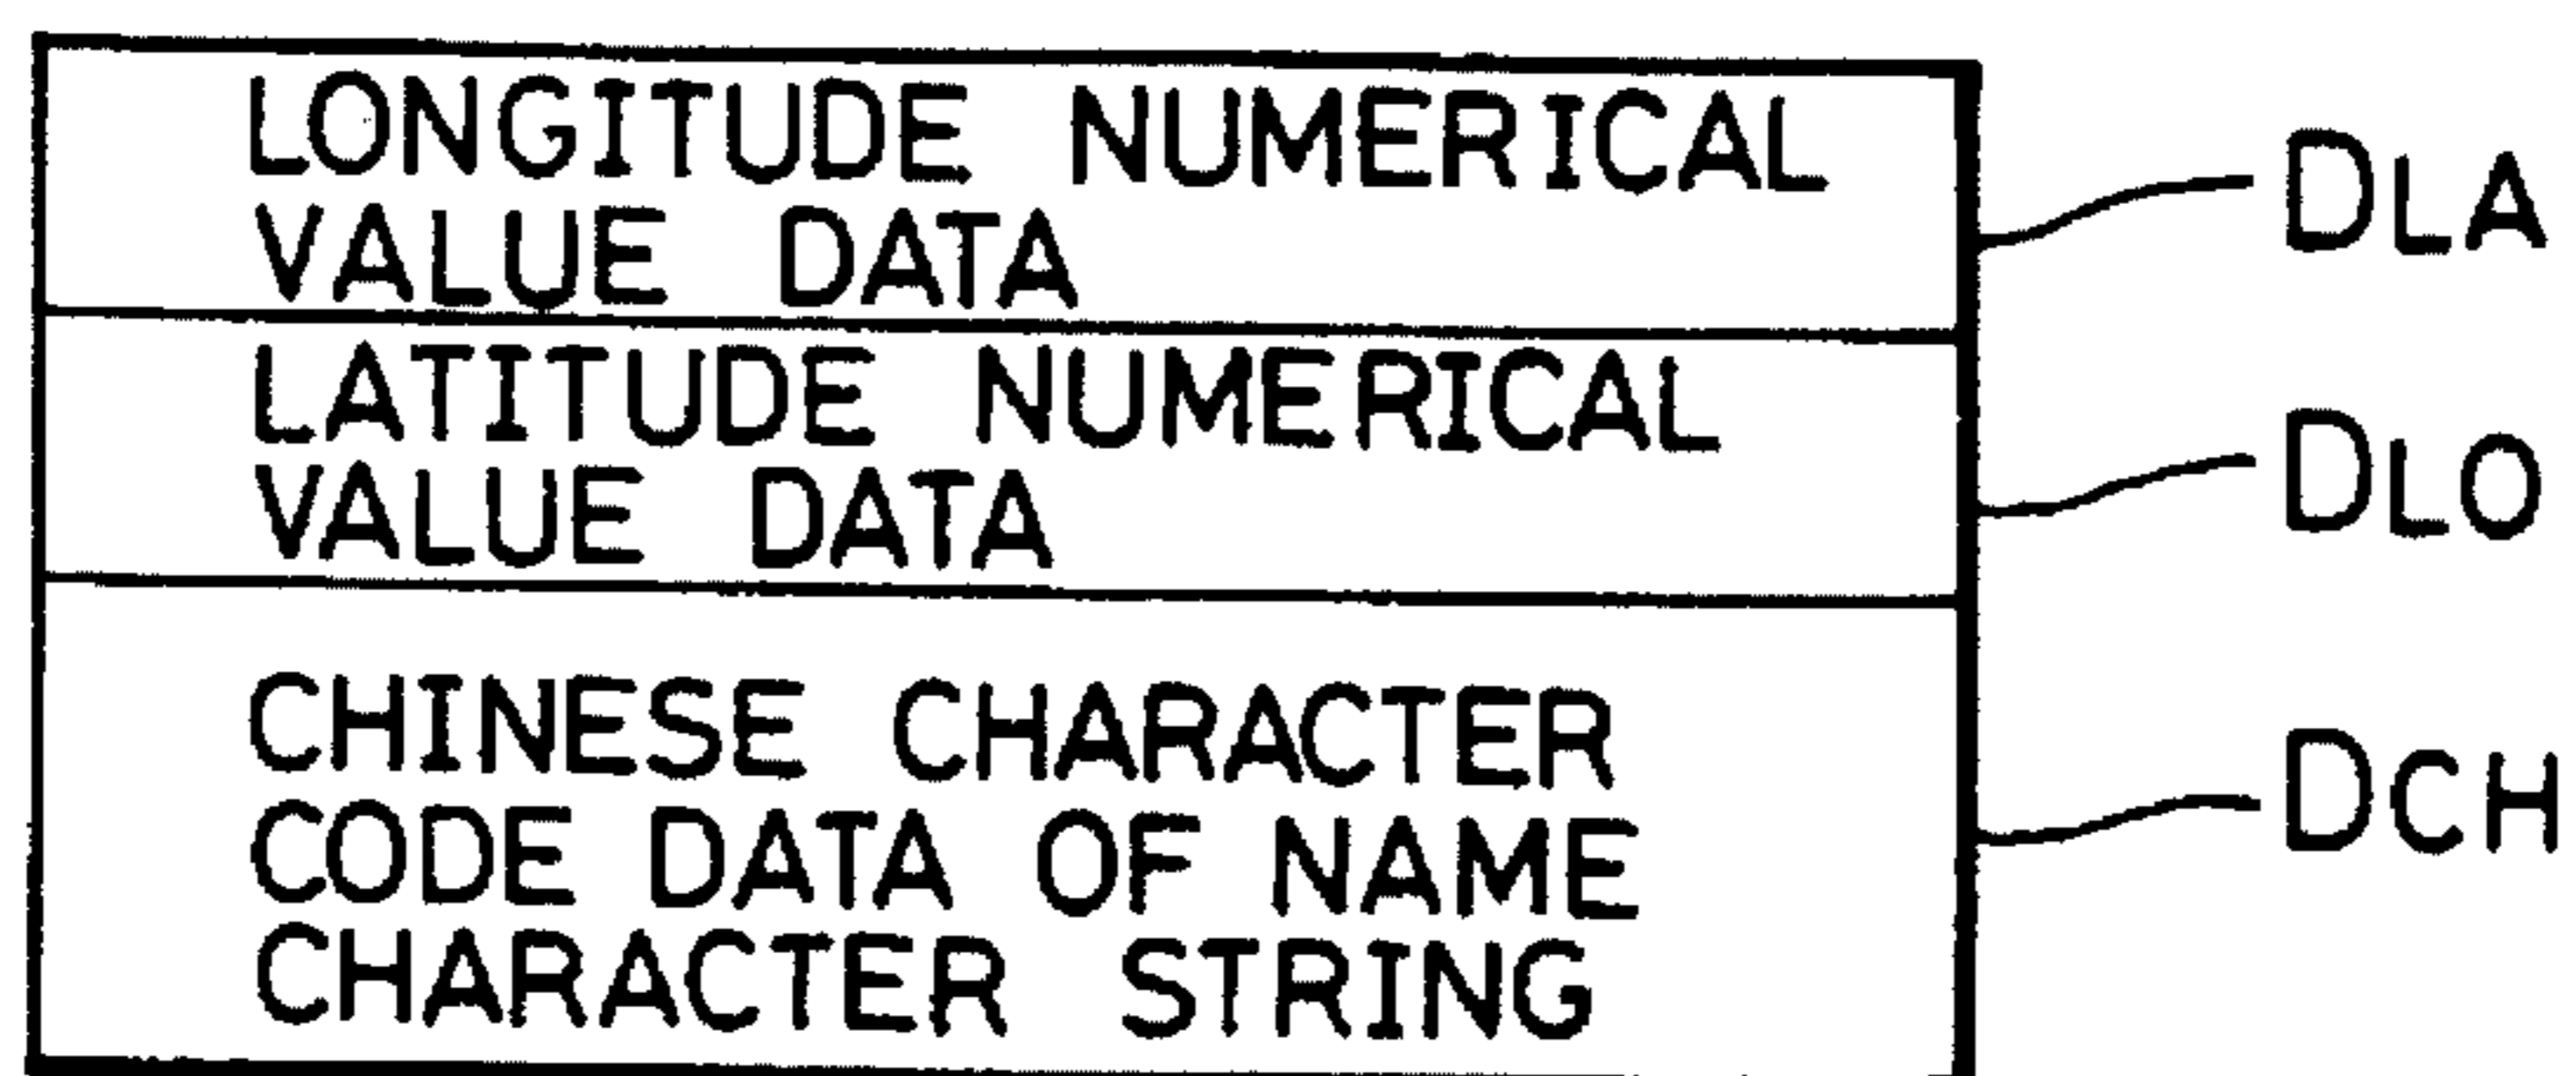 LONGITUDE NUMERICAL
VALUE DATA
DLA
LATITUDE NUMERICAL
VALUE DATA
DLO
CHINESE CHARACTER
CODE DATA OF NAME
CHARACTER STRING
DCH